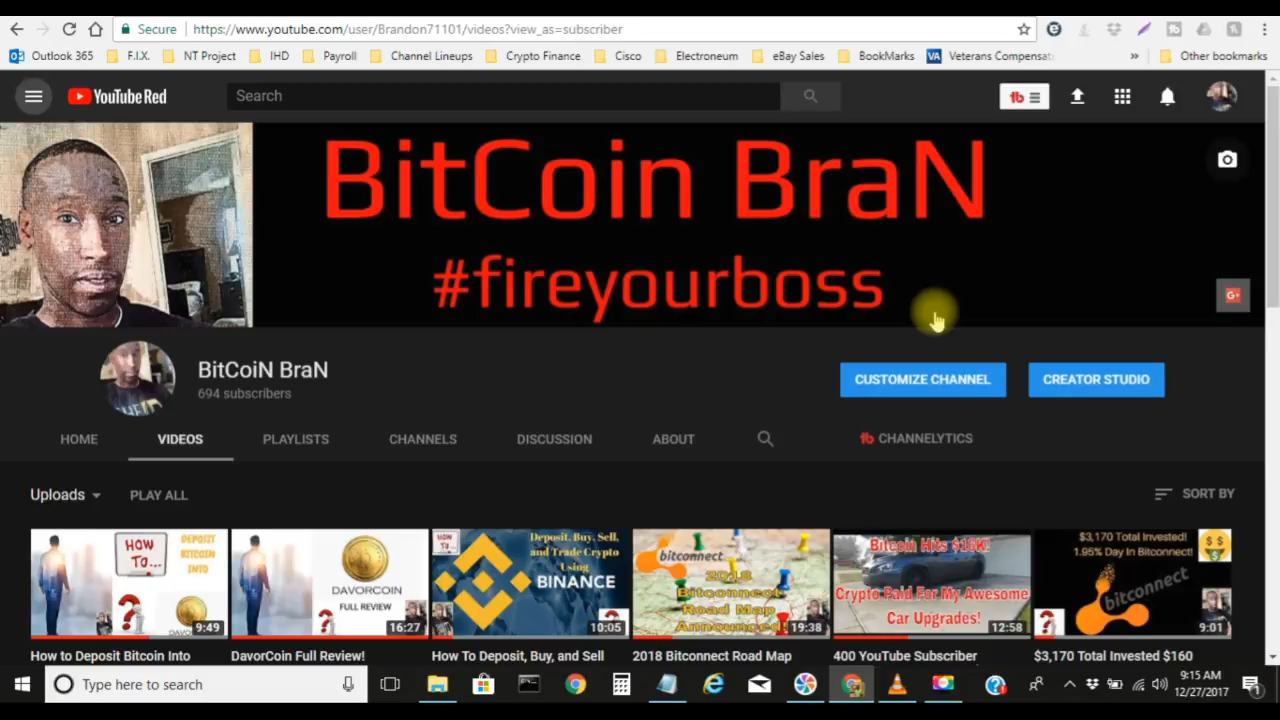 Secure
https://www.youtube.com/user/Brandon71101/videos?view_as=subscriber
Outlook 365 F.I.X. NT Project IHD Payroll Channel Lineups Crypto Finance Cisco Electroneum eBay Sales BookMarks VA Veterans Compensat » Other bookmarks
YouTube Red
Search
tb
BitCoin BraN
#fireyourboss
G+
BitCoiN BraN
694 subscribers
CUSTOMIZE CHANNEL
CREATOR STUDIO
HOME VIDEOS PLAYLISTS CHANNELS DISCUSSION ABOUT tb CHANNELYTICS
Uploads PLAY ALL SORT BY
HOW TO...
DEPOSIT BITCOIN INTO
9:49
DAVORCOIN
FULL REVIEW
16:27
HOW TO...
Deposit, Buy, Sell, and Trade Crypto Using
BINANCE
10:05
bitconnect
2018 Bitconnect Road Map Announced!
19:38
Bitcoin Hits $16K!
Crypto Paid For My Awesome Car Upgrades!
12:58
$3,170 Total Invested!
1.95% Day In Bitconnect!
bitconnect
9:01
How to Deposit Bitcoin Into
DavorCoin Full Review!
How To Deposit, Buy, and Sell
2018 Bitconnect Road Map
400 YouTube Subscriber
$3,170 Total Invested $160
Type here to search
9:15 AM
12/27/2017